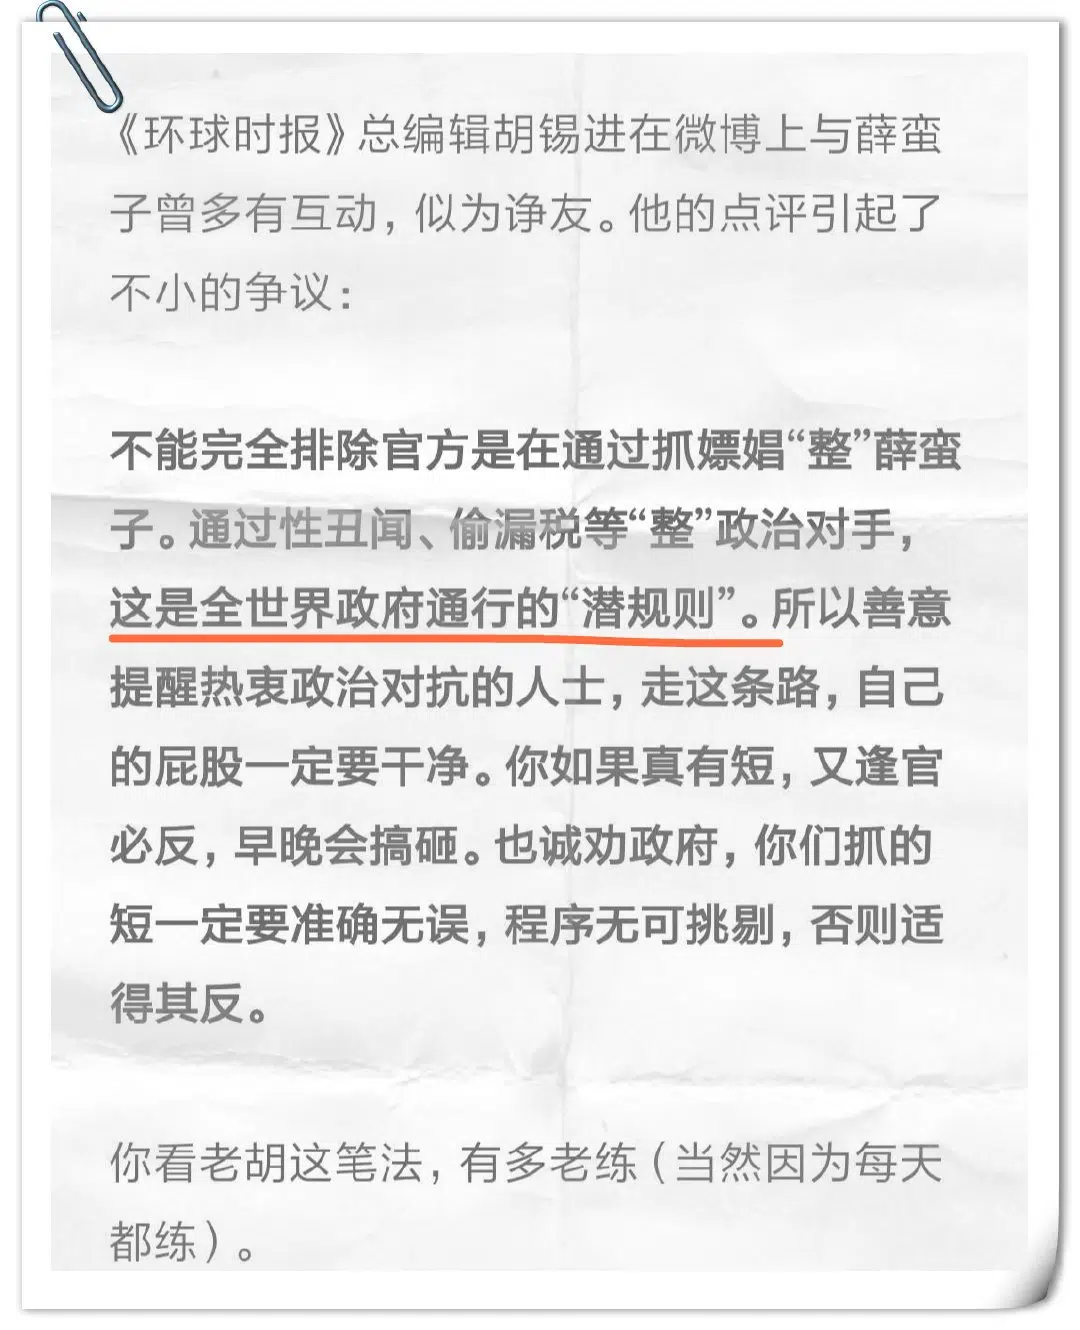 《环球时报》总编辑胡锡进在微博上与薛蛮
子曾多有互动，似为诤友。他的点评引起了
不小的争议：
不能完全排除官方是在通过抓嫖娼“整”薛蛮
子。通过性丑闻、偷漏税等“整”政治对手，
这是全世界政府通行的“潜规则”。所以善意
提醒热衷政治对抗的人士，走这条路，自己
的屁股一定要干净。你如果真有短，又逢官
必反，早晚会搞砸。也诚劝政府，你们抓的
短一定要准确无误，程序无可挑剔，否则适
得其反。
你看老胡这笔法，有多老练（当然因为每天
都练）。